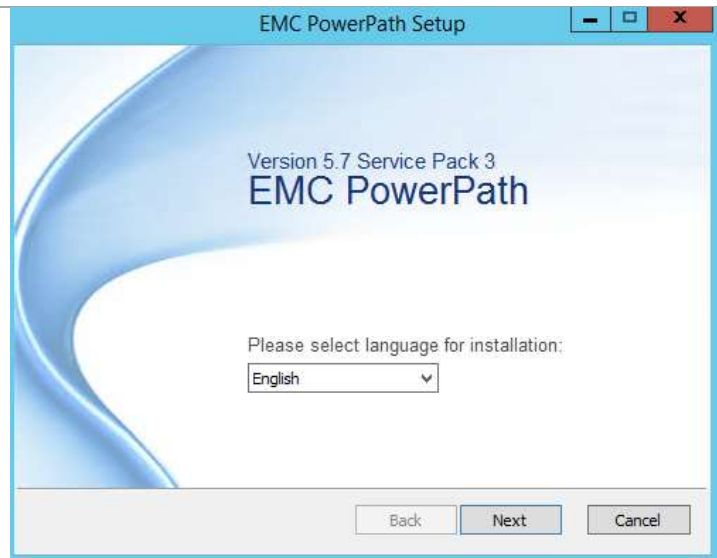 EMC PowerPath Setup
Version 5.7 Service Pack 3
EMC PowerPath
Please select language for installation:
English
Back Next Cancel